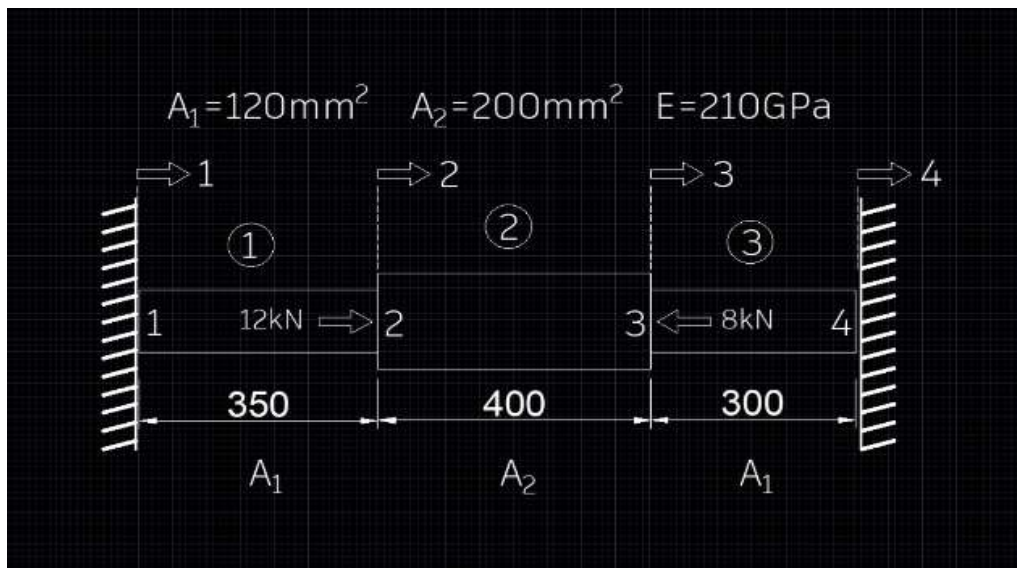 A₁=120mm² A₂=200mm² E=210GPa
1 2 3 4
① ② ③
1 12kN 2 3 8kN 4
350 400 300
A₁ A₂ A₁